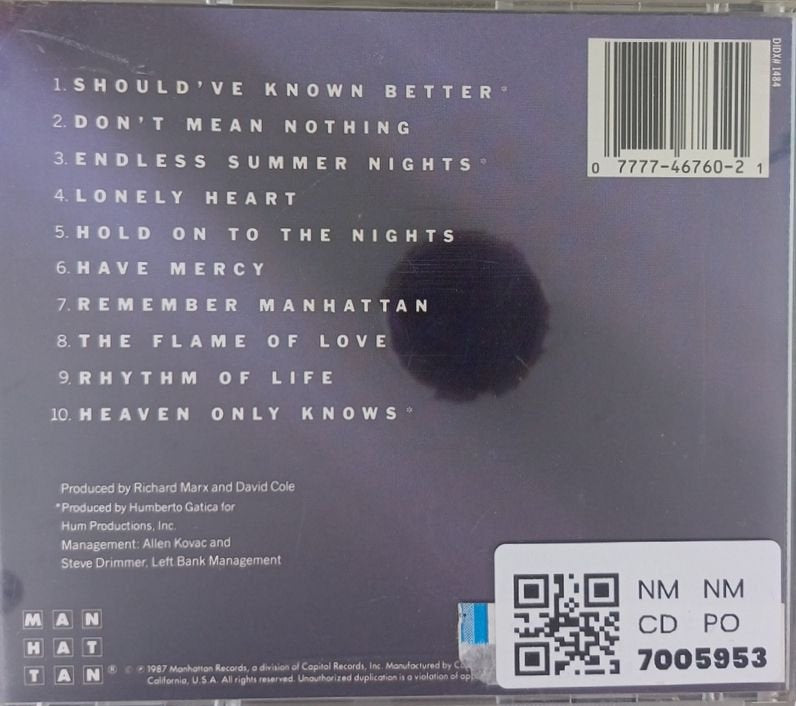 1. SHOULD'VE KNOWN BETTER*
2. DON'T MEAN NOTHING
3. ENDLESS SUMMER NIGHTS*
4. LONELY HEART
5. HOLD ON TO THE NIGHTS
6. HAVE MERCY
7. REMEMBER MANHATTAN
8. THE FLAME OF LOVE
9. RHYTHM OF LIFE
10. HEAVEN ONLY KNOWS*
DIDX# 1484
0 7777-46760-2 1
Produced by Richard Marx and David Cole
*Produced by Humberto Gatica for
Hum Productions, Inc.
Management: Allen Kovac and
Steve Drimmer, Left Bank Management
MAN
HAT
TAN®
© ℗ 1987 Manhattan Records, a division of Capitol Records, Inc. Manufactured by
California, U.S.A. All rights reserved. Unauthorized duplication is a violation of
NM NM
CD PO
7005953